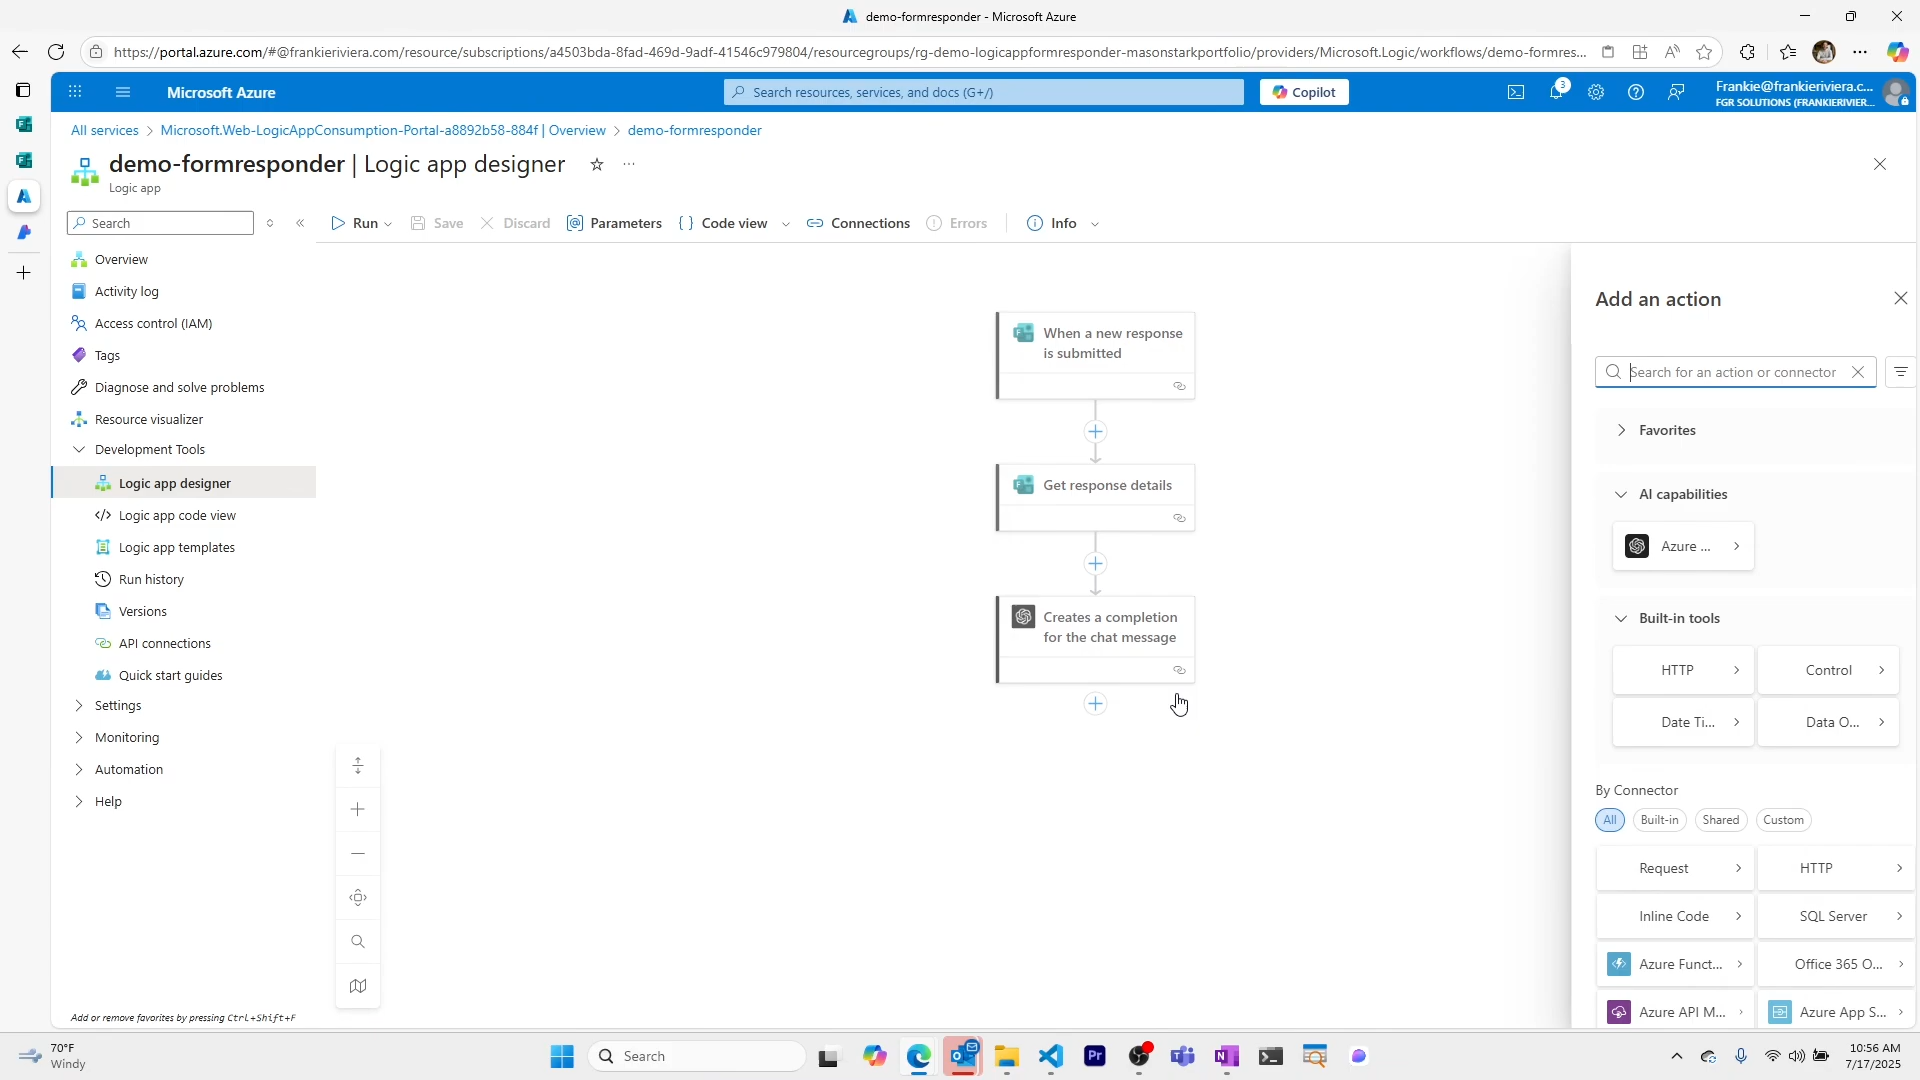 demo-formresponder - Microsoft Azure
https://portal.azure.com/#@frankieriviera.com/resource/subscriptions/a4503bda-8fad-469d-9adf-41546c979804/resourcegroups/rg-demo-logicappformresponder-masonstarkportfolio/providers/Microsoft.Logic/workflows/demo-formres...
Microsoft Azure
Search resources, services, and docs (G+/)
Copilot
3
Frankie@frankieriviera.c...
FGR SOLUTIONS (FRANKIERIVIER...
All services > Microsoft.Web-LogicAppConsumption-Portal-a8892b58-884f | Overview > demo-formresponder
demo-formresponder | Logic app designer
Logic app
Search
Run
Save
Discard
Parameters
Code view
Connections
Errors
Info
Overview
Activity log
Access control (IAM)
Tags
Diagnose and solve problems
Resource visualizer
Development Tools
Logic app designer
Logic app code view
Logic app templates
Run history
Versions
API connections
Quick start guides
Settings
Monitoring
Automation
Help
Add or remove favorites by pressing Ctrl+Shift+F
When a new response
is submitted
Get response details
Creates a completion
for the chat message
Add an action
Search for an action or connector
Favorites
AI capabilities
Azure ...
Built-in tools
HTTP
Control
Date Ti...
Data O...
By Connector
All
Built-in
Shared
Custom
Request
HTTP
Inline Code
SQL Server
Azure Funct...
Office 365 O...
Azure API M...
Azure App S...
70°F
Windy
Search
10:56 AM
7/17/2025